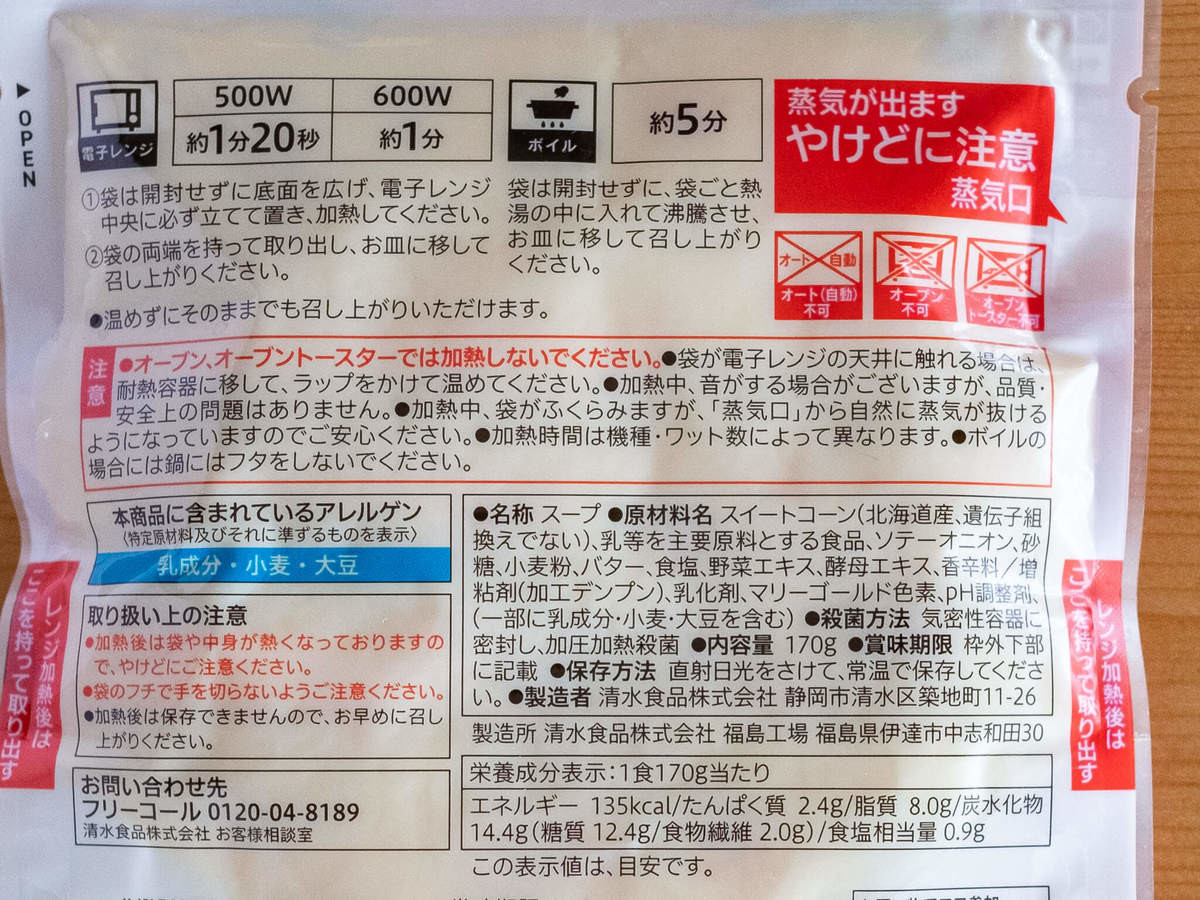 ▶OPEN
電子レンジ
500W 600W
約1分20秒 約1分
①袋は開封せずに底面を広げ、電子レンジ
中央に必ず立てて置き、加熱してください。
②袋の両端を持って取り出し、お皿に移して
召し上がりください。
ボイル
約5分
袋は開封せずに、袋ごと熱
湯の中に入れて沸騰させ、
お皿に移して召し上がり
ください。
●温めずにそのままでも召し上がりいただけます。
蒸気が出ます
やけどに注意
蒸気口
オート 自動
オート(自動)
不可
オーブン
不可
オーブン
トースター不可
注意
●オーブン、オーブントースターでは加熱しないでください。●袋が電子レンジの天井に触れる場合は、
耐熱容器に移して、ラップをかけて温めてください。●加熱中、音がする場合がございますが、品質・
安全上の問題はありません。●加熱中、袋がふくらみますが、「蒸気口」から自然に蒸気が抜ける
ようになっていますのでご安心ください。●加熱時間は機種・ワット数によって異なります。●ボイルの
場合には鍋にはフタをしないでください。
本商品に含まれているアレルゲン
〈特定原材料及びそれに準ずるものを表示〉
乳成分・小麦・大豆
取り扱い上の注意
●加熱後は袋や中身が熱くなっておりますの
で、やけどにご注意ください。
●袋のフチで手を切らないようご注意ください。
●加熱後は保存できませんので、お早めに召し
上がりください。
お問い合わせ先
フリーコール 0120-04-8189
清水食品株式会社 お客様相談室
●名称 スープ ●原材料名 スイートコーン(北海道産、遺伝子組
換えでない)、乳等を主要原料とする食品、ソテーオニオン、砂
糖、小麦粉、バター、食塩、野菜エキス、酵母エキス、香辛料/増
粘剤(加工デンプン)、乳化剤、マリーゴールド色素、pH調整剤、
(一部に乳成分・小麦・大豆を含む) ●殺菌方法 気密性容器に
密封し、加圧加熱殺菌 ●内容量 170g ●賞味期限 枠外下部
に記載 ●保存方法 直射日光をさけて、常温で保存してくださ
い。●製造者 清水食品株式会社 静岡市清水区築地町11-26
製造所 清水食品株式会社 福島工場 福島県伊達市中志和田30
栄養成分表示:1食170g当たり
エネルギー 135kcal/たんぱく質 2.4g/脂質 8.0g/炭水化物
14.4g(糖質 12.4g/食物繊維 2.0g)/食塩相当量 0.9g
この表示値は、目安です。
レンジ加熱後は
ここを持って取り出す
レンジ加熱後は
ここを持って取り出す